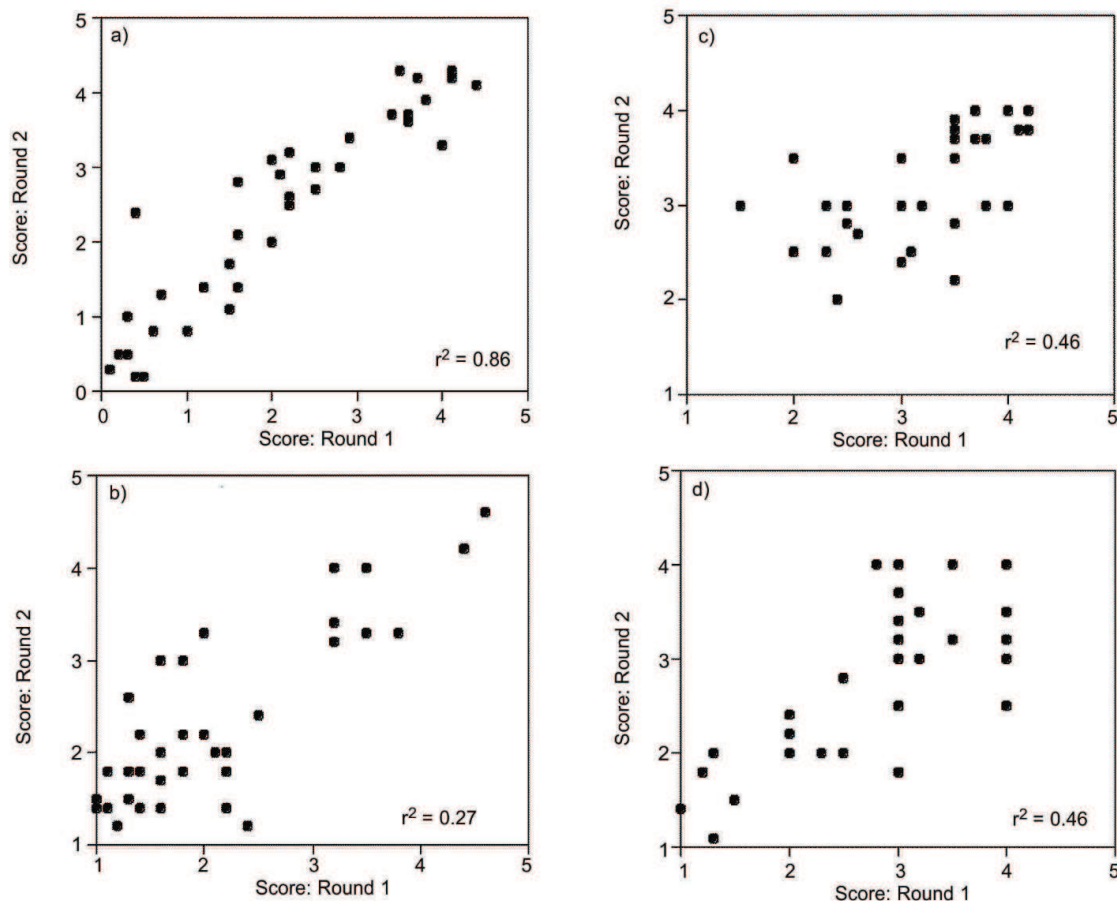 a)
5
4
3
2
1
0
Score: Round 2
r² = 0.86
0 1 2 3 4 5
Score: Round 1
c)
5
4
3
2
1
Score: Round 2
r² = 0.46
1 2 3 4 5
Score: Round 1
b)
5
4
3
2
1
Score: Round 2
r² = 0.27
1 2 3 4 5
Score: Round 1
d)
5
4
3
2
1
Score: Round 2
r² = 0.46
1 2 3 4 5
Score: Round 1